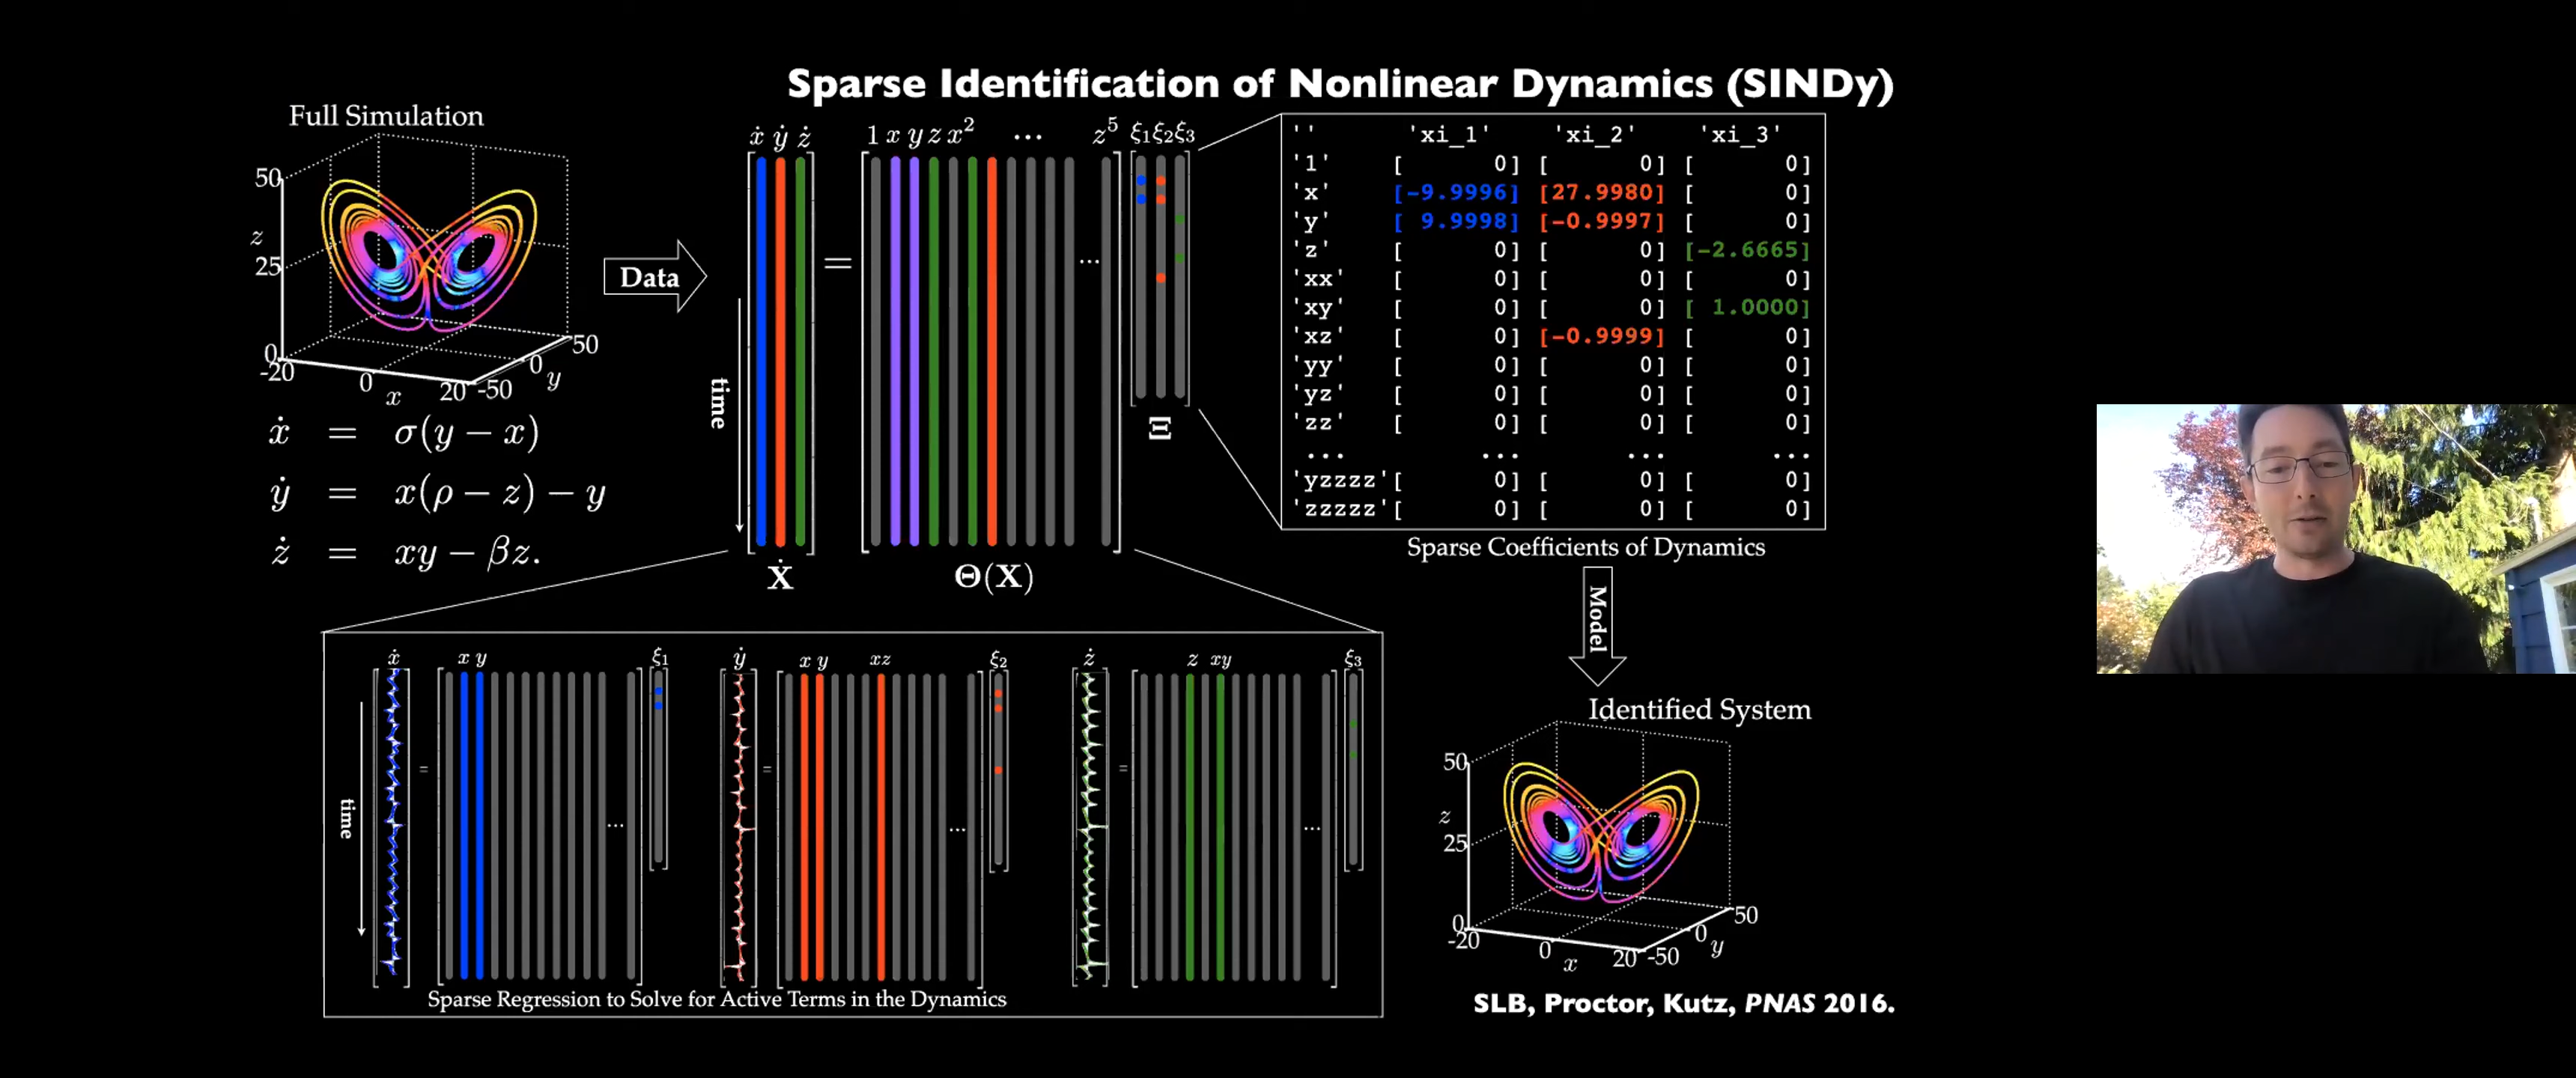 Sparse Identification of Nonlinear Dynamics (SINDy)
Full Simulation
50
25
0
z
-20
0
20
x
-50
0
50
y
ẋ = σ(y − x)
ẏ = x(ρ − z) − y
ż = xy − βz.
Data
ẋ ẏ ż
time
Ẋ
=
1 x y z x² ... z⁵
...
Θ(X)
ξ₁ ξ₂ ξ₃
Ξ
'' 'xi_1' 'xi_2' 'xi_3'
'1' [ 0] [ 0] [ 0]
'x' [-9.9996] [27.9980] [ 0]
'y' [ 9.9998] [-0.9997] [ 0]
'z' [ 0] [ 0] [-2.6665]
'xx' [ 0] [ 0] [ 0]
'xy' [ 0] [ 0] [ 1.0000]
'xz' [ 0] [-0.9999] [ 0]
'yy' [ 0] [ 0] [ 0]
'yz' [ 0] [ 0] [ 0]
'zz' [ 0] [ 0] [ 0]
... ... ... ...
'yzzzz' [ 0] [ 0] [ 0]
'zzzzz' [ 0] [ 0] [ 0]
Sparse Coefficients of Dynamics
Model
time
ẋ = x y ... ξ₁
ẏ = x y xz ... ξ₂
ż = z xy ... ξ₃
Sparse Regression to Solve for Active Terms in the Dynamics
Identified System
50
25
0
z
-20
0
20
x
-50
0
50
y
SLB, Proctor, Kutz, PNAS 2016.